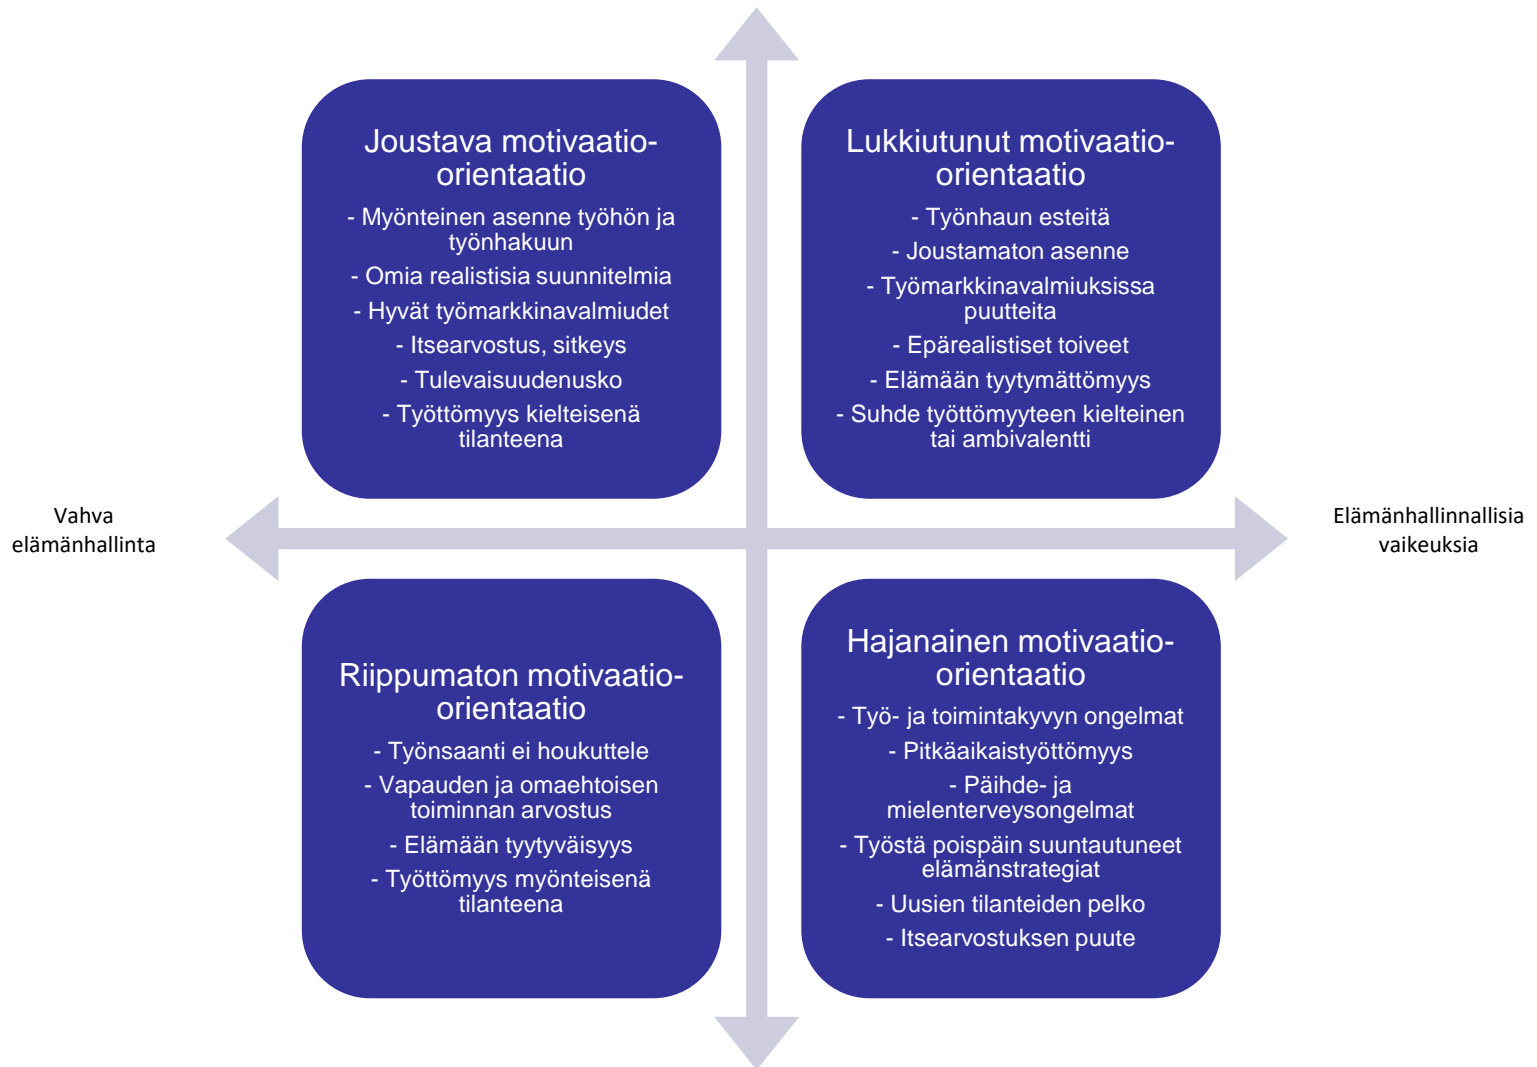 Joustava motivaatio-
orientaatio
- Myönteinen asenne työhön ja
työnhakuun
- Omia realistisia suunnitelmia
- Hyvät työmarkkinavalmiudet
- Itsearvostus, sitkeys
- Tulevaisuudenusko
- Työttömyys kielteisenä
tilanteena
Lukkiutunut motivaatio-
orientaatio
- Työnhaun esteitä
- Joustamaton asenne
- Työmarkkinavalmiuksissa
puutteita
- Epärealistiset toiveet
- Elämään tyytymättömyys
- Suhde työttömyyteen kielteinen
tai ambivalentti
Vahva
elämänhallinta
Elämänhallinnallisia
vaikeuksia
Riippumaton motivaatio-
orientaatio
- Työnsaanti ei houkuttele
- Vapauden ja omaehtoisen
toiminnan arvostus
- Elämään tyytyväisyys
- Työttömyys myönteisenä
tilanteena
Hajanainen motivaatio-
orientaatio
- Työ- ja toimintakyvyn ongelmat
- Pitkäaikaistyöttömyys
- Päihde- ja
mielenterveysongelmat
- Työstä poispäin suuntautuneet
elämänstrategiat
- Uusien tilanteiden pelko
- Itsearvostuksen puute